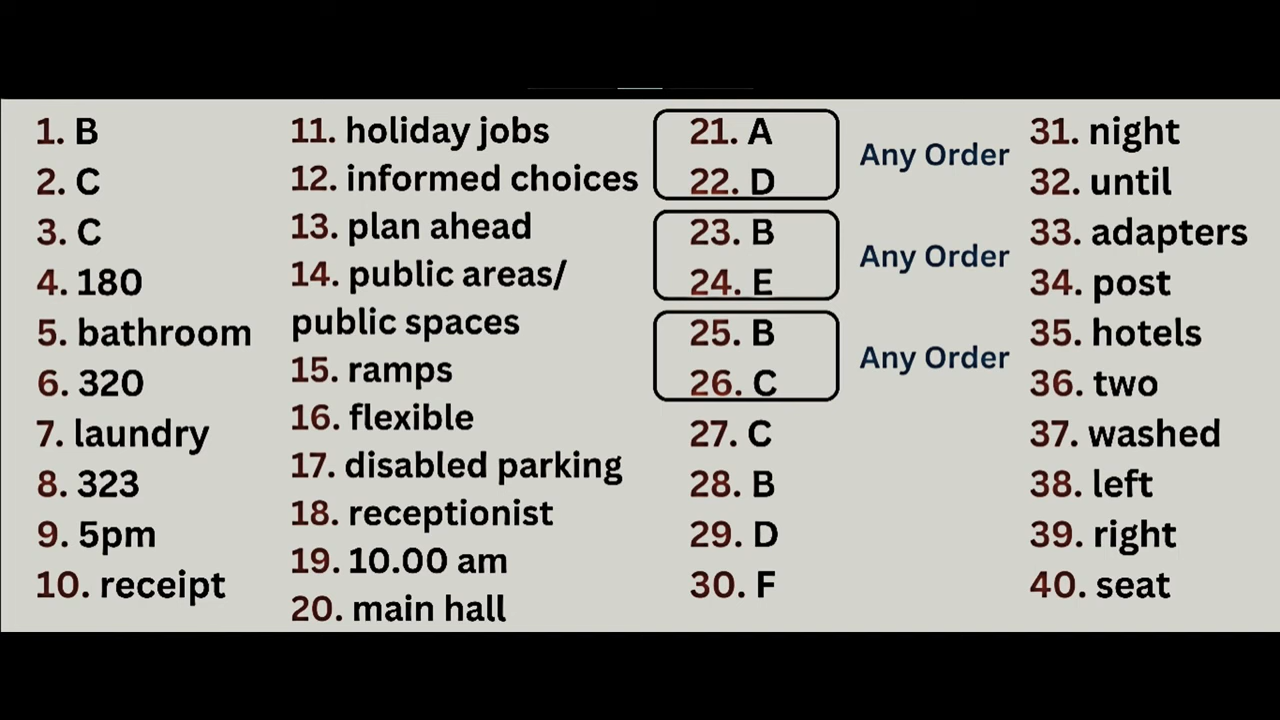 1. B
2. C
3. C
4. 180
5. bathroom
6. 320
7. laundry
8. 323
9. 5pm
10. receipt
11. holiday jobs
12. informed choices
13. plan ahead
14. public areas/
public spaces
15. ramps
16. flexible
17. disabled parking
18. receptionist
19. 10.00 am
20. main hall
21. A
22. D
Any Order
23. B
24. E
Any Order
25. B
26. C
Any Order
27. C
28. B
29. D
30. F
31. night
32. until
33. adapters
34. post
35. hotels
36. two
37. washed
38. left
39. right
40. seat